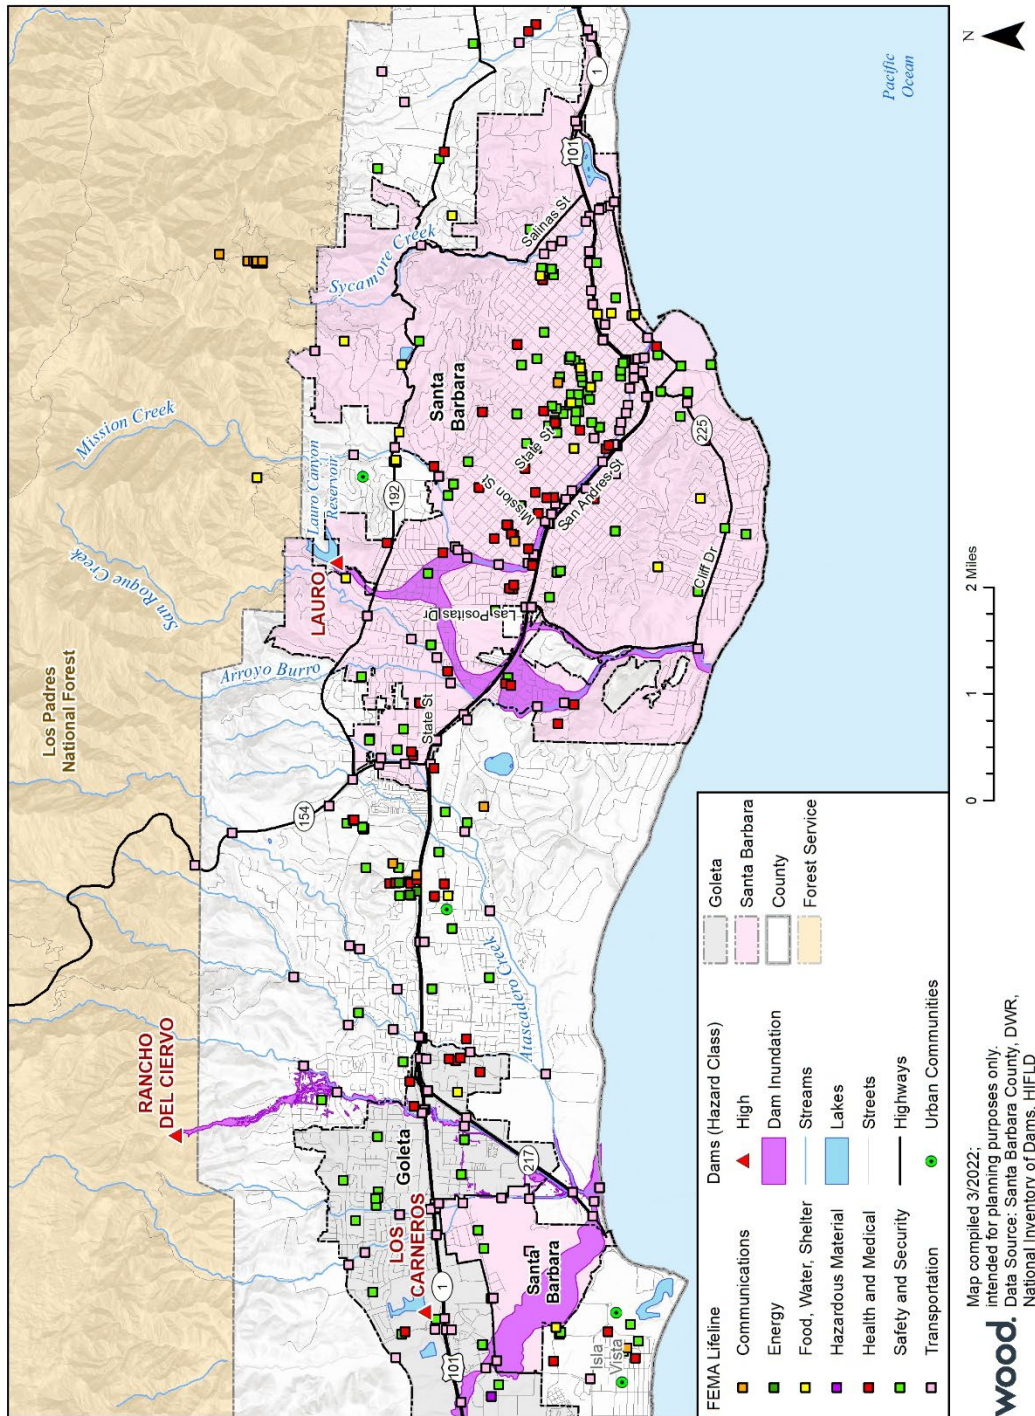 Los Padres
National Forest
Mission Creek
San Roque Creek
Lauro Canyon
Reservoir
Sycamore Creek
Arroyo Burro
RANCHO
DEL CIERVO
LAURO
LOS
CARNEROS
Goleta
Santa
Barbara
Santa
Barbara
Isla
Vista
Atascadero Creek
State St
State St
Mission St
San Andres St
Las Positas Dr
Salinas St
Cliff Dr
154
192
225
217
101
1
101
1
Pacific
Ocean
N
0
1
2 Miles
FEMA Lifeline
Communications
Energy
Food, Water, Shelter
Hazardous Material
Health and Medical
Safety and Security
Transportation
Dams (Hazard Class)
High
Dam Inundation
Streams
Lakes
Streets
Highways
Urban Communities
Goleta
Santa Barbara
County
Forest Service
wood.
Map compiled 3/2022;
intended for planning purposes only.
Data Source: Santa Barbara County, DWR,
National Inventory of Dams, HIFLD